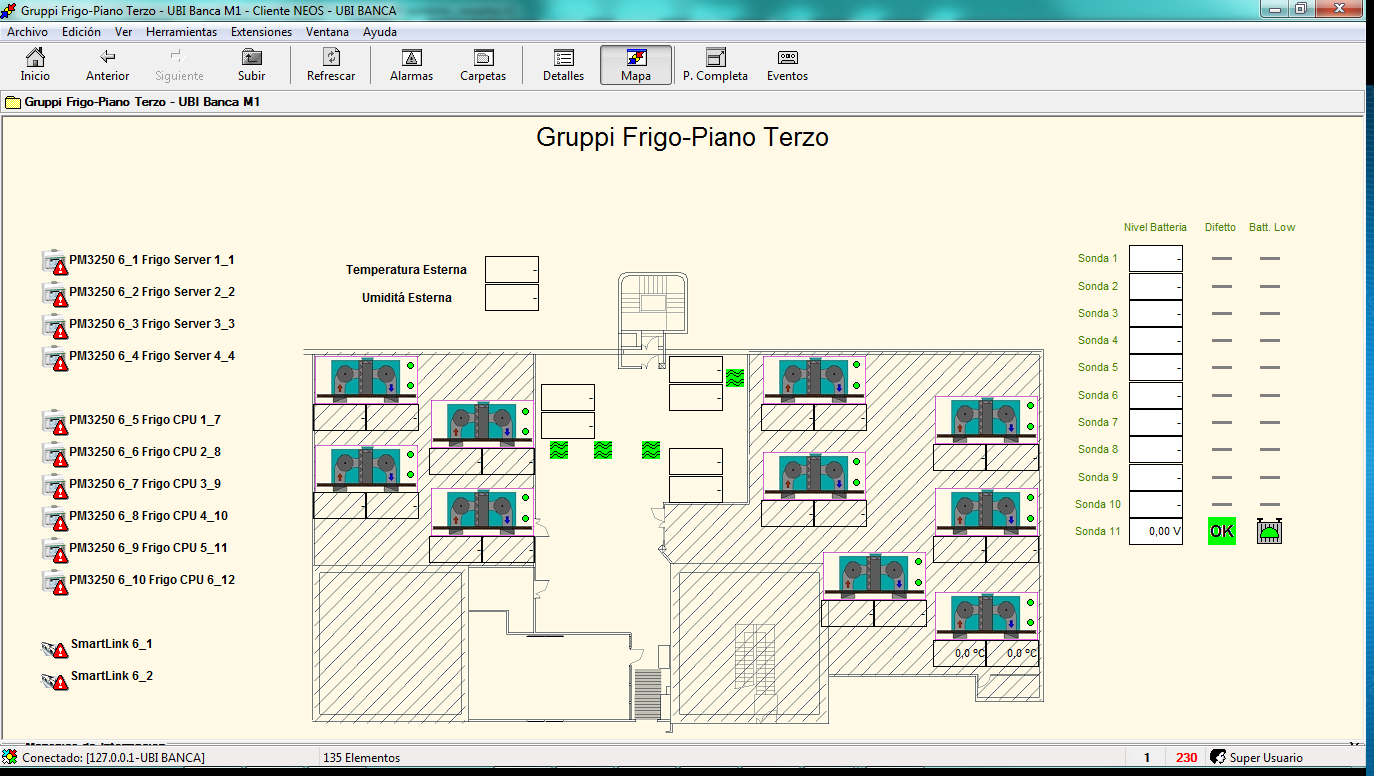 Gruppi Frigo-Piano Terzo - UBI Banca M1 - Cliente NEOS - UBI BANCA
Archivo Edición Ver Herramientas Extensiones Ventana Ayuda
Inicio Anterior Siguiente Subir Refrescar Alarmas Carpetas Detalles Mapa P. Completa Eventos
Gruppi Frigo-Piano Terzo - UBI Banca M1
Gruppi Frigo-Piano Terzo
Nivel Batteria Difetto Batt. Low
PM3250 6_1 Frigo Server 1_1
PM3250 6_2 Frigo Server 2_2
PM3250 6_3 Frigo Server 3_3
PM3250 6_4 Frigo Server 4_4
PM3250 6_5 Frigo CPU 1_7
PM3250 6_6 Frigo CPU 2_8
PM3250 6_7 Frigo CPU 3_9
PM3250 6_8 Frigo CPU 4_10
PM3250 6_9 Frigo CPU 5_11
PM3250 6_10 Frigo CPU 6_12
SmartLink 6_1
SmartLink 6_2
Temperatura Esterna -
Umiditá Esterna -
Sonda 1 -
Sonda 2 -
Sonda 3 -
Sonda 4 -
Sonda 5 -
Sonda 6 -
Sonda 7 -
Sonda 8 -
Sonda 9 -
Sonda 10 -
Sonda 11 0,00 V OK
0,0 ºC 0,0 ºC
Conectado: [127.0.0.1-UBI BANCA] 135 Elementos 1 230 Super Usuario